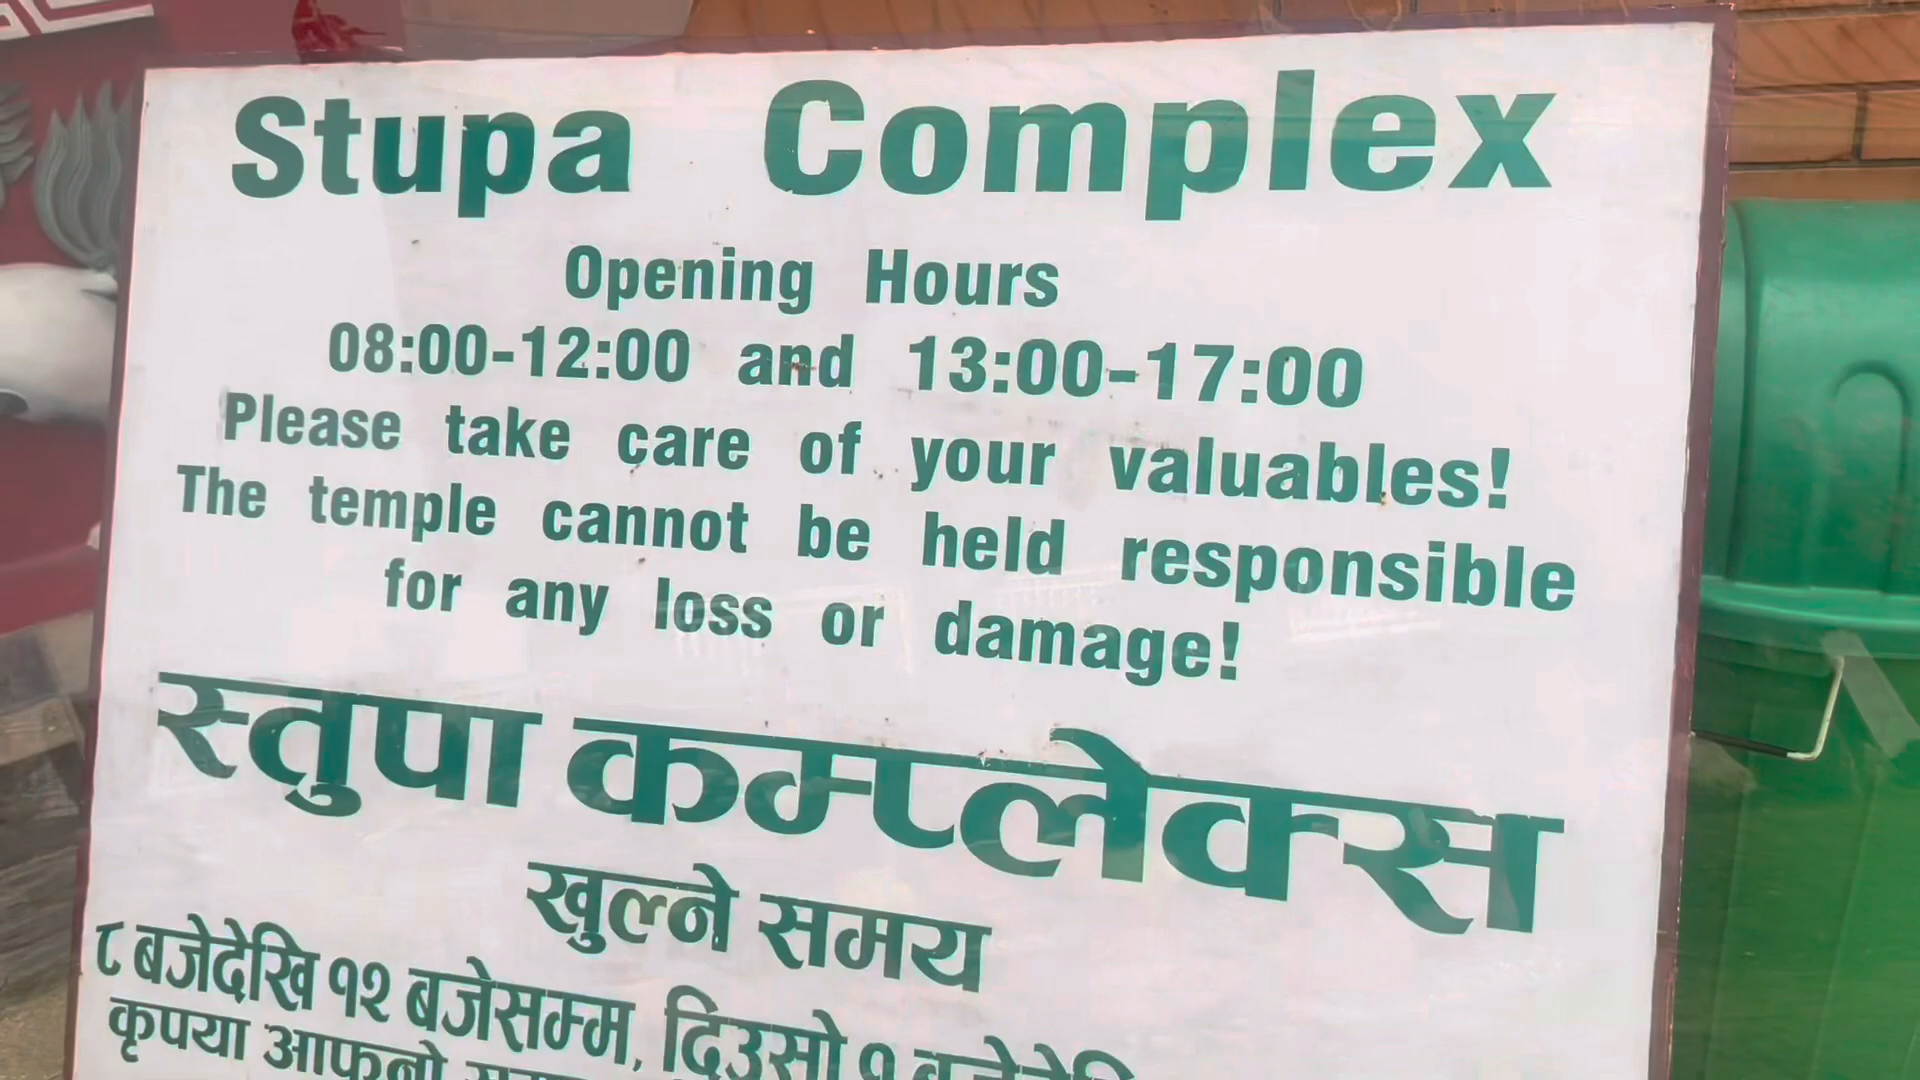 Stupa Complex
Opening Hours
08:00-12:00 and 13:00-17:00
Please take care of your valuables!
The temple cannot be held responsible
for any loss or damage!
स्तुपा कम्प्लेक्स
खुल्ने समय
८ बजेदेखि १२ बजेसम्म, दिउसो १ बजेदेखि
कृपया आफ्नो